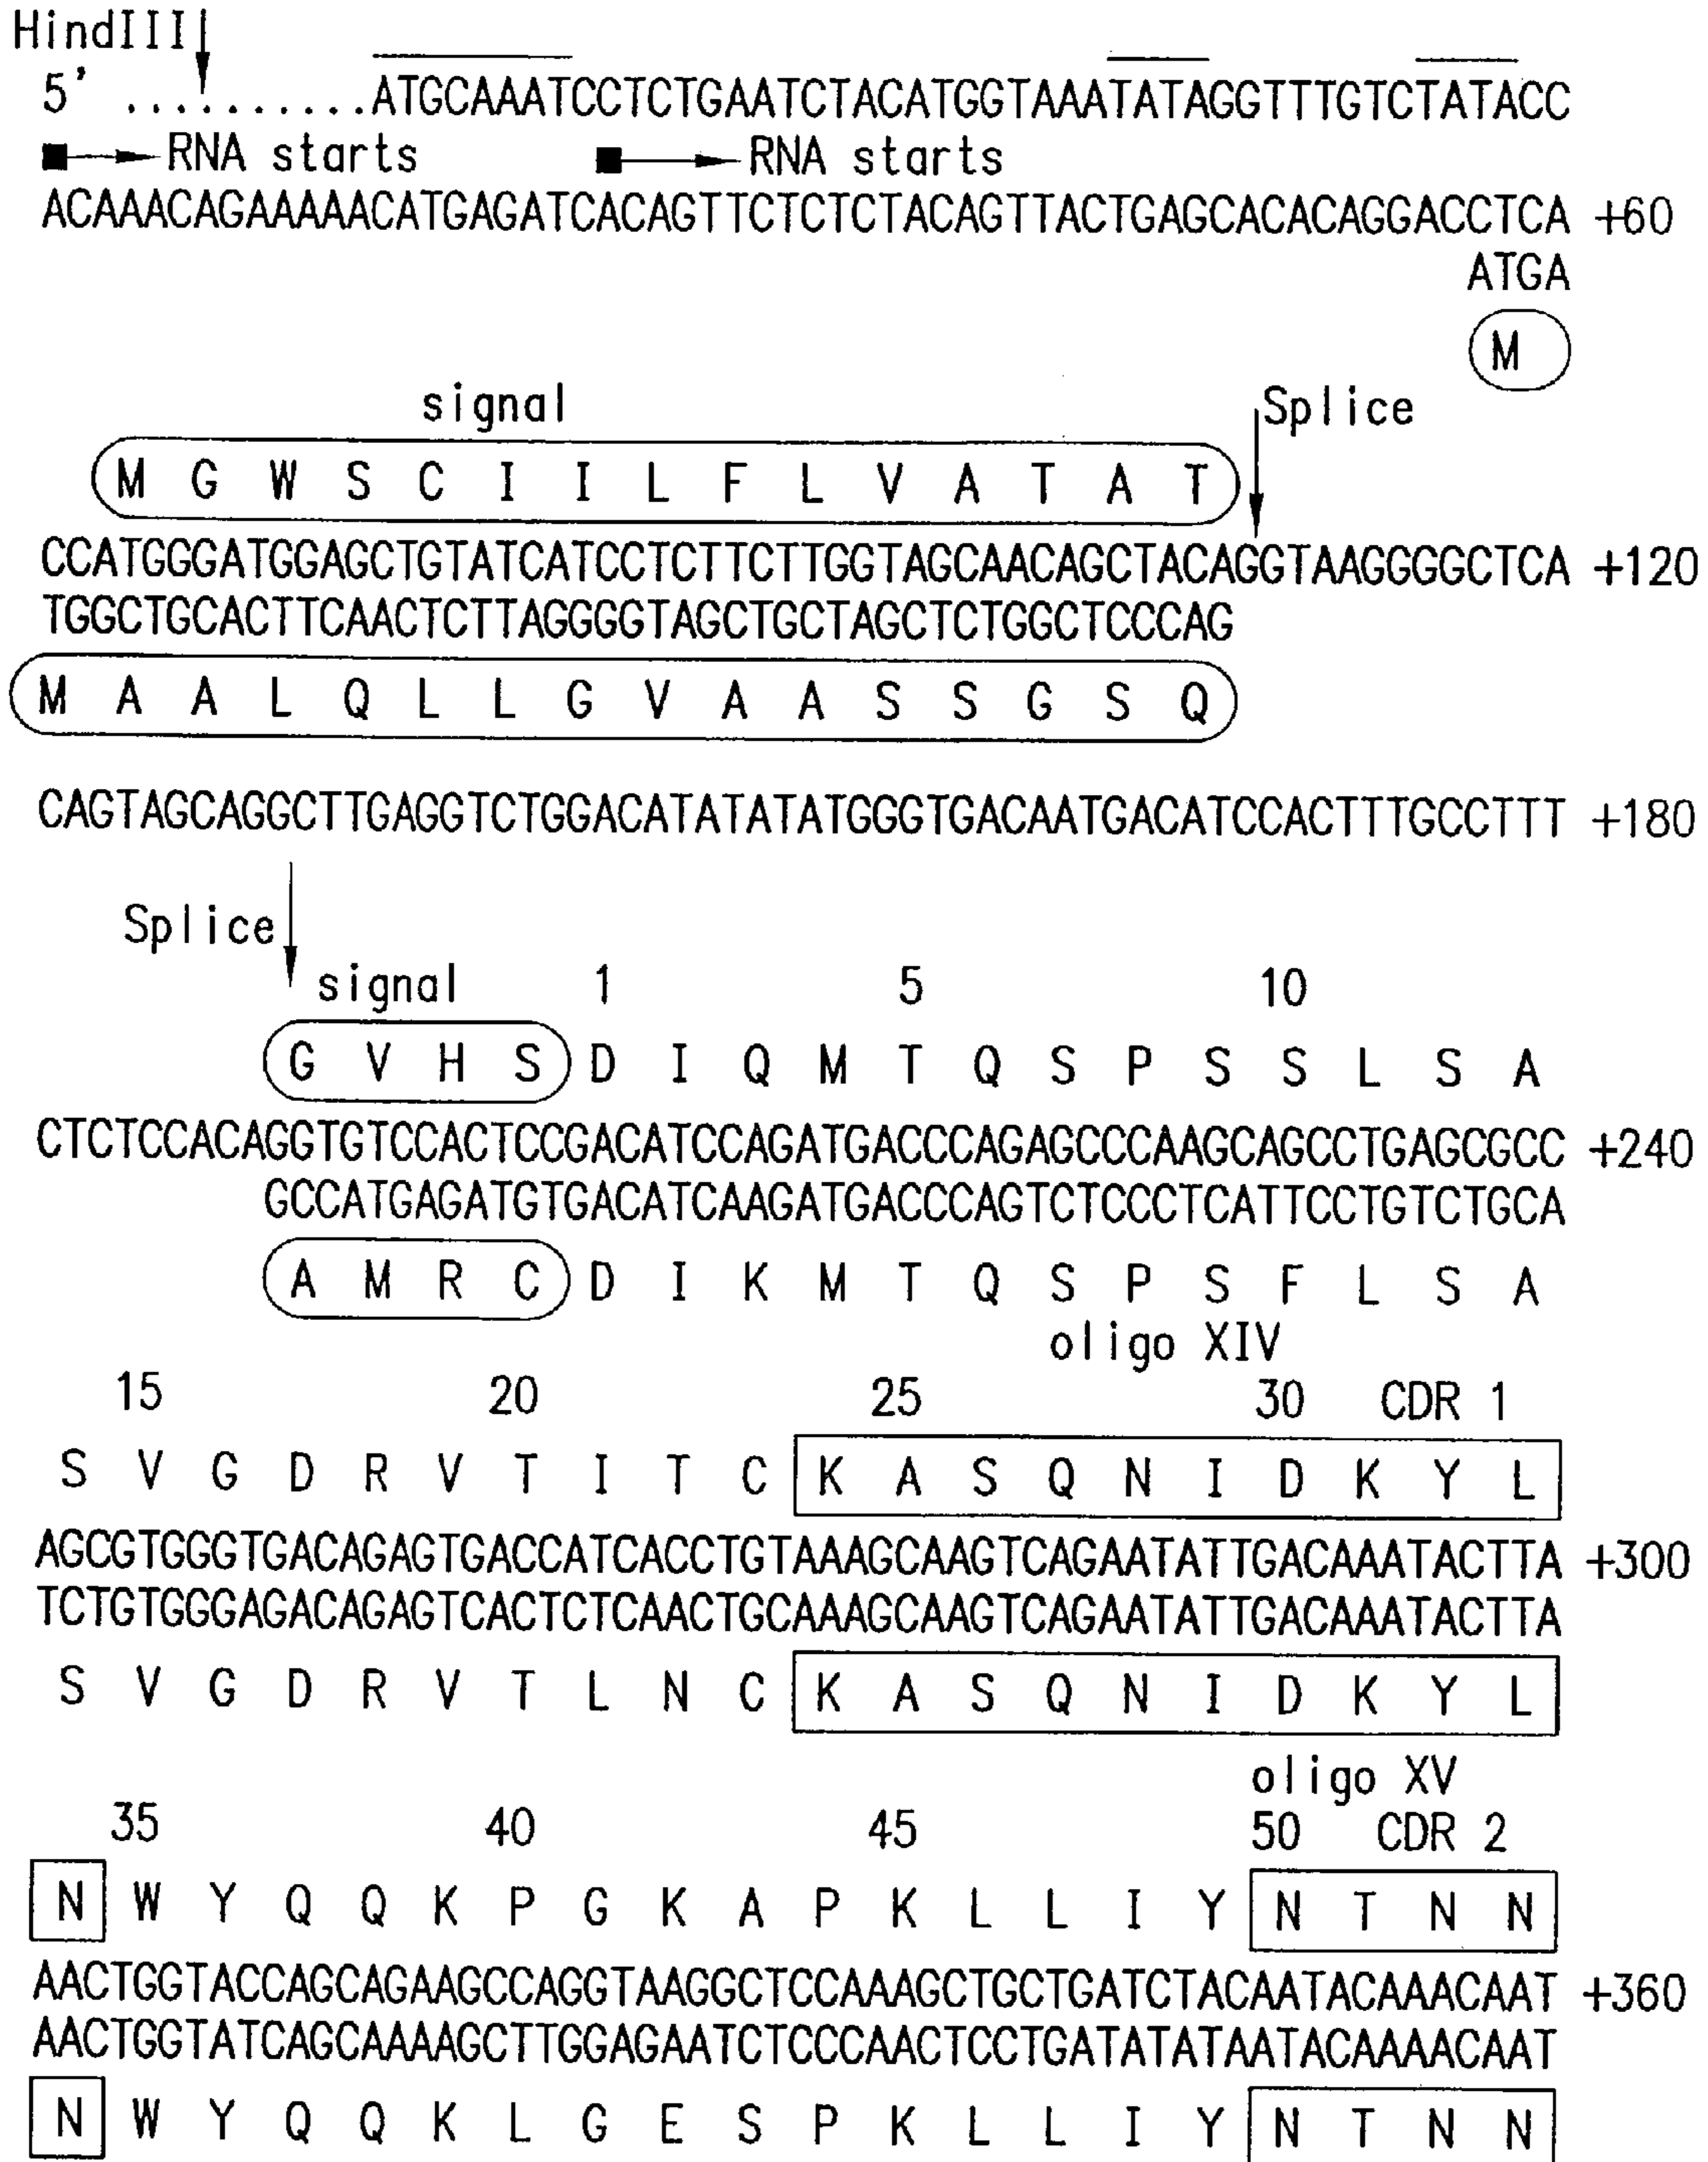 HindIII
5' ..........ATGCAAATCCTCTGAATCTACATGGTAAATATAGGTTTGTCTATACC
RNA starts RNA starts
ACAAACAGAAAAACATGAGATCACAGTTCTCTCTACAGTTACTGAGCACACAGGACCTCA +60
ATGA
M
signal Splice
M G W S C I I L F L V A T A T
CCATGGGATGGAGCTGTATCATCCTCTTCTTGGTAGCAACAGCTACAGGTAAGGGGCTCA +120
TGGCTGCACTTCAACTCTTAGGGGTAGCTGCTAGCTCTGGCTCCCAG
M A A L Q L L G V A A S S G S Q
CAGTAGCAGGCTTGAGGTCTGGACATATATATGGGTGACAATGACATCCACTTTGCCTTT +180
Splice
signal 1 5 10
G V H S D I Q M T Q S P S S L S A
CTCTCCACAGGTGTCCACTCCGACATCCAGATGACCCAGAGCCCAAGCAGCCTGAGCGCC +240
GCCATGAGATGTGACATCAAGATGACCCAGTCTCCCTCATTCCTGTCTGCA
A M R C D I K M T Q S P S F L S A
oligo XIV
15 20 25 30 CDR 1
S V G D R V T I T C K A S Q N I D K Y L
AGCGTGGGTGACAGAGTGACCATCACCTGTAAAGCAAGTCAGAATATTGACAAATACTTA +300
TCTGTGGGAGACAGAGTCACTCTCAACTGCAAAGCAAGTCAGAATATTGACAAATACTTA
S V G D R V T L N C K A S Q N I D K Y L
oligo XV
35 40 45 50 CDR 2
N W Y Q Q K P G K A P K L L I Y N T N N
AACTGGTACCAGCAGAAGCCAGGTAAGGCTCCAAAGCTGCTGATCTACAATACAAACAAT +360
AACTGGTATCAGCAAAAGCTTGGAGAATCTCCCAACTCCTGATATATAATACAAAACAAT
N W Y Q Q K L G E S P K L L I Y N T N N